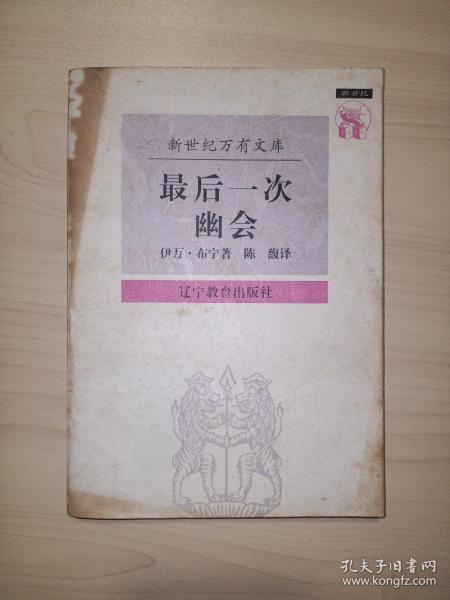 新世纪
新世纪万有文库
最后一次
幽会
伊万·布宁著 陈馥译
辽宁教育出版社
孔夫子旧书网
www.kongfz.com